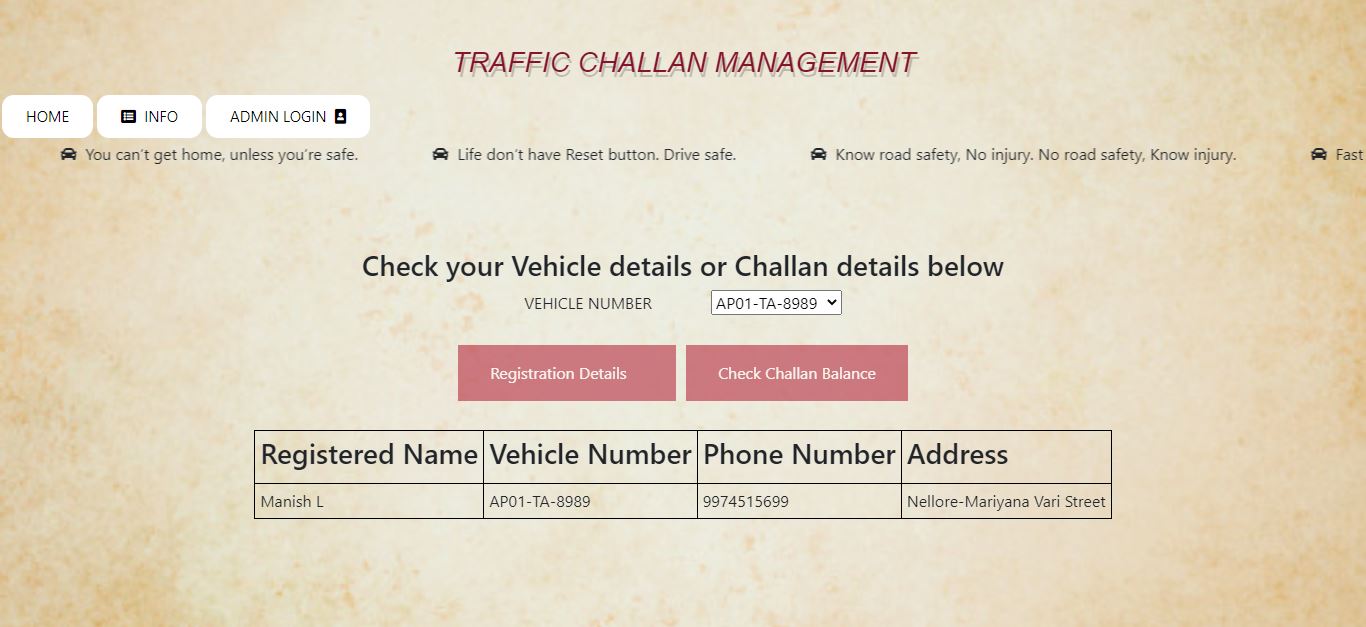 TRAFFIC CHALLAN MANAGEMENT
HOME INFO ADMIN LOGIN
You can't get home, unless you're safe. Life don't have Reset button. Drive safe. Know road safety, No injury. No road safety, Know injury. Fast
Check your Vehicle details or Challan details below
VEHICLE NUMBER AP01-TA-8989
Registration Details Check Challan Balance
Registered Name Vehicle Number Phone Number Address
Manish L AP01-TA-8989 9974515699 Nellore-Mariyana Vari Street